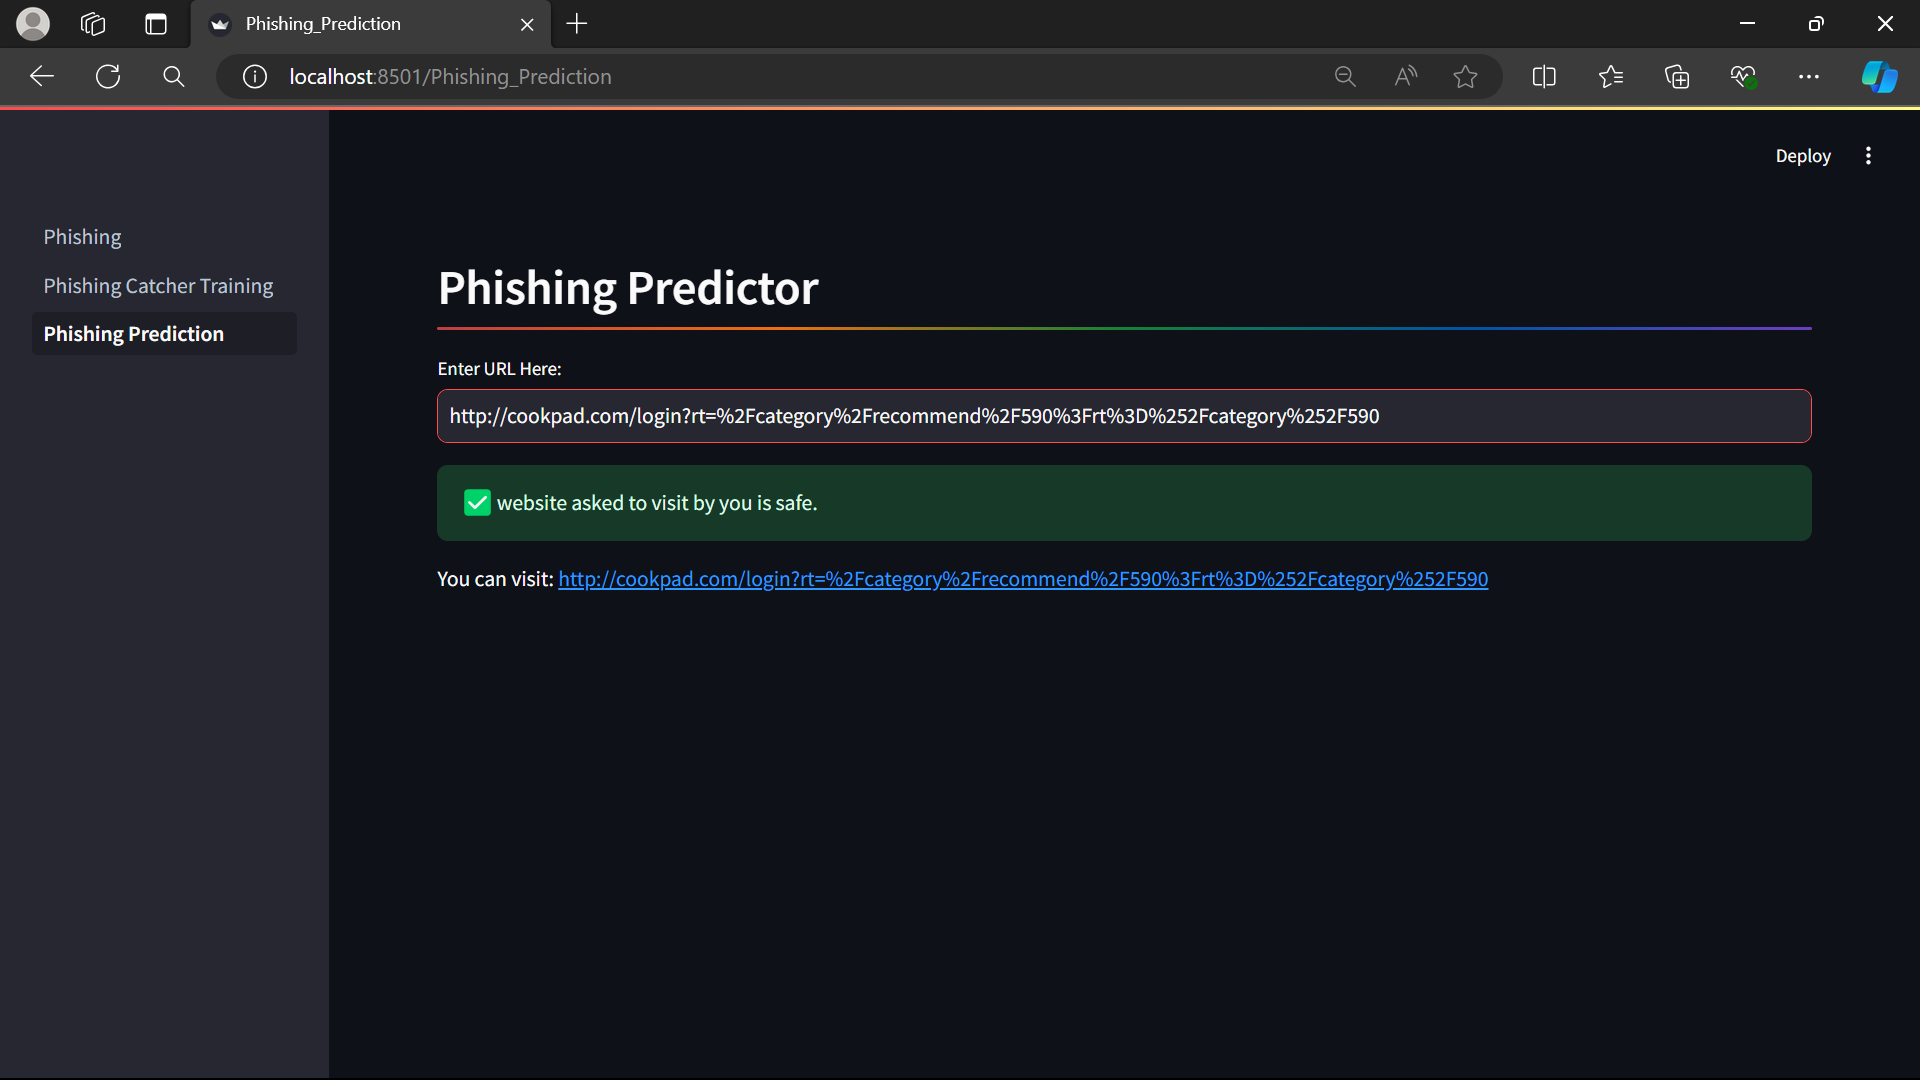 Phishing_Prediction
localhost:8501/Phishing_Prediction
Deploy
Phishing
Phishing Catcher Training
Phishing Prediction
Phishing Predictor
Enter URL Here:
http://cookpad.com/login?rt=%2Fcategory%2Frecommend%2F590%3Frt%3D%252Fcategory%252F590
website asked to visit by you is safe.
You can visit: http://cookpad.com/login?rt=%2Fcategory%2Frecommend%2F590%3Frt%3D%252Fcategory%252F590